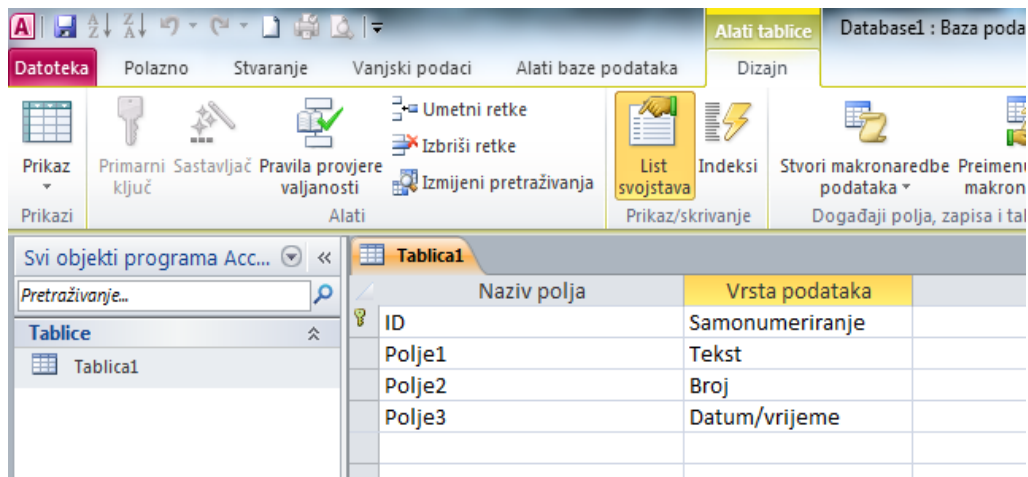 Alati tablice Database1 : Baza poda
Datoteka Polazno Stvaranje Vanjski podaci Alati baze podataka Dizajn
Prikaz
Primarni ključ
Sastavljač
Pravila provjere valjanosti
Umetni retke
Izbriši retke
Izmijeni pretraživanja
List svojstava
Indeksi
Stvori makronaredbe podataka
Preimenu makron
Prikazi Alati Prikaz/skrivanje Događaji polja, zapisa i tal
Svi objekti programa Acc...
Pretraživanje...
Tablice
Tablica1
Tablica1
Naziv polja Vrsta podataka
ID Samonumeriranje
Polje1 Tekst
Polje2 Broj
Polje3 Datum/vrijeme